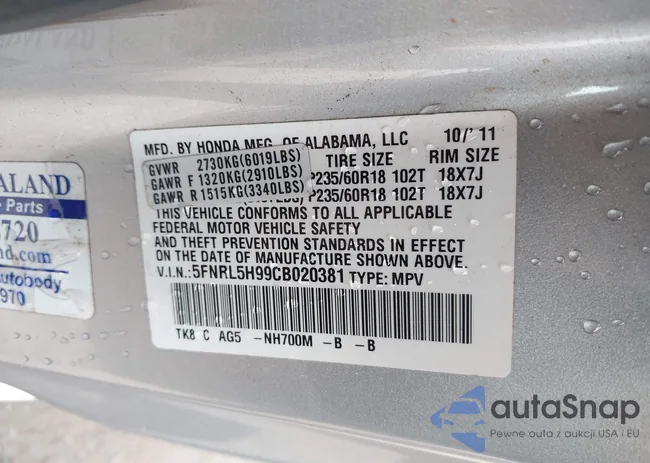 MFD. BY HONDA MFG. OF ALABAMA, LLC 10/'11
GVWR 2730KG(6019LBS) TIRE SIZE RIM SIZE
GAWR F 1320KG(2910LBS) P235/60R18 102T 18X7J
GAWR R 1515KG(3340LBS) P235/60R18 102T 18X7J
THIS VEHICLE CONFORMS TO ALL APPLICABLE
FEDERAL MOTOR VEHICLE SAFETY
AND THEFT PREVENTION STANDARDS IN EFFECT
ON THE DATE OF MANUFACTURE SHOWN ABOVE.
V.I.N.: 5FNRL5H99CB020381 TYPE: MPV
TK8 C AG5 -NH700M -B -B
ALAND
Parts
720
nd.com
utobody
970
autaSnap
Pewne auta z aukcji USA i EU